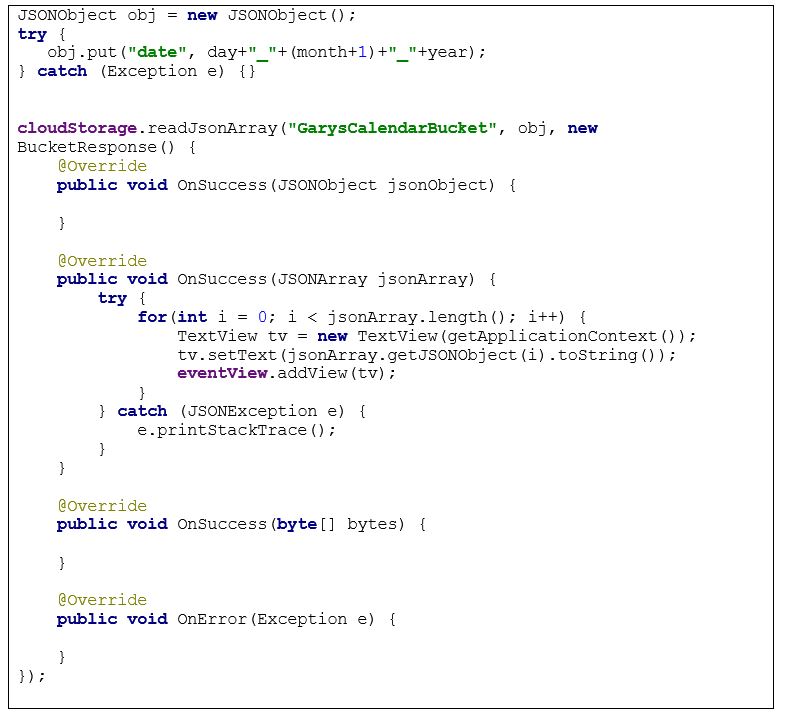 JSONObject obj = new JSONObject();
try {
   obj.put("date", day+"_"+(month+1)+"_"+year);
} catch (Exception e) {}
cloudStorage.readJsonArray("GarysCalendarBucket", obj, new
BucketResponse() {
    @Override
    public void OnSuccess(JSONObject jsonObject) {
    }
    @Override
    public void OnSuccess(JSONArray jsonArray) {
        try {
            for(int i = 0; i < jsonArray.length(); i++) {
                TextView tv = new TextView(getApplicationContext());
                tv.setText(jsonArray.getJSONObject(i).toString());
                eventView.addView(tv);
            }
        } catch (JSONException e) {
            e.printStackTrace();
        }
    }
    @Override
    public void OnSuccess(byte[] bytes) {
    }
    @Override
    public void OnError(Exception e) {
    }
});